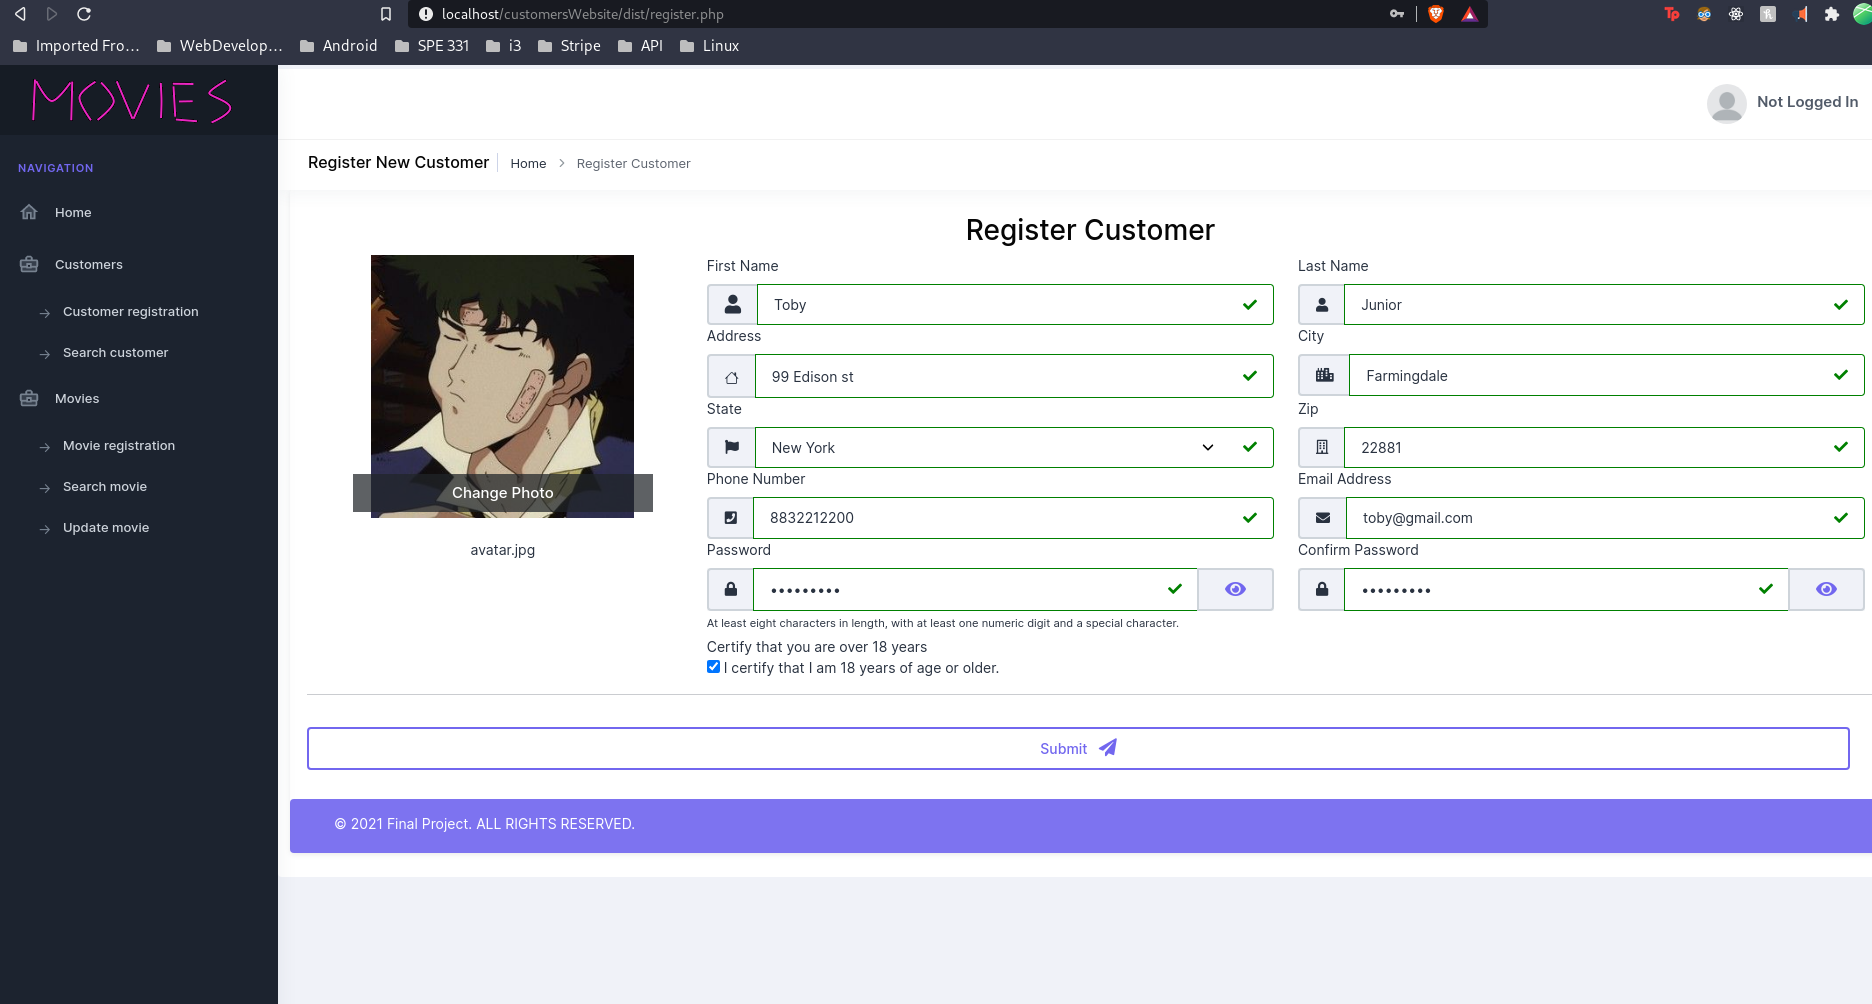 localhost/customersWebsite/dist/register.php
Imported Fro... WebDevelop... Android SPE 331 i3 Stripe API Linux
MOVIES
Not Logged In
Register New Customer Home > Register Customer
NAVIGATION
Home
Customers
Customer registration
Search customer
Movies
Movie registration
Search movie
Update movie
Register Customer
Change Photo
avatar.jpg
First Name Last Name
Toby Junior
Address City
99 Edison st Farmingdale
State Zip
New York 22881
Phone Number Email Address
8832212200 toby@gmail.com
Password Confirm Password
••••••••• •••••••••
At least eight characters in length, with at least one numeric digit and a special character.
Certify that you are over 18 years
I certify that I am 18 years of age or older.
Submit
© 2021 Final Project. ALL RIGHTS RESERVED.